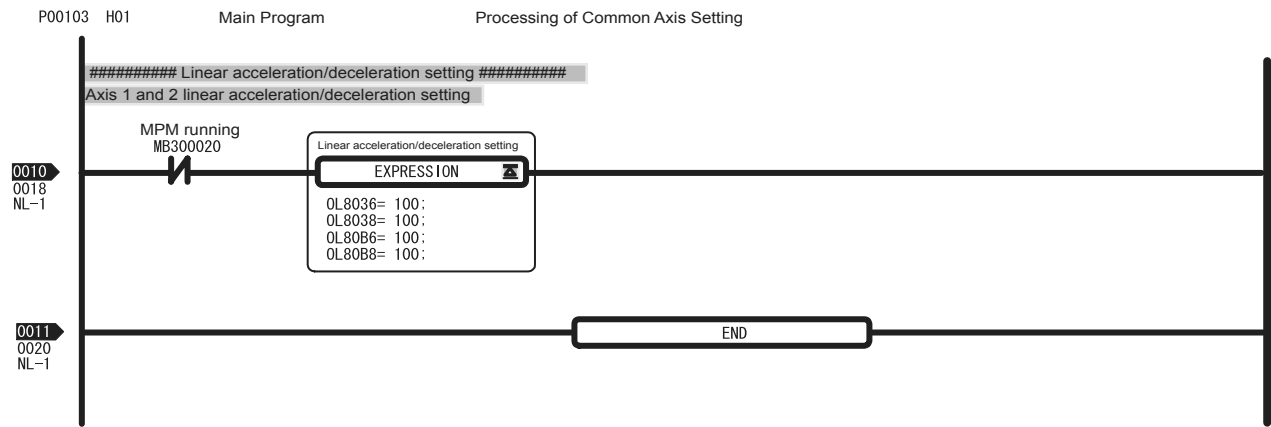 P00103 H01 Main Program Processing of Common Axis Setting
########## Linear acceleration/deceleration setting ##########
Axis 1 and 2 linear acceleration/deceleration setting
MPM running
MB300020
Linear acceleration/deceleration setting
0010
EXPRESSION
0018
NL-1
OL8036= 100;
OL8038= 100;
OL80B6= 100;
OL80B8= 100;
0011
END
0020
NL-1